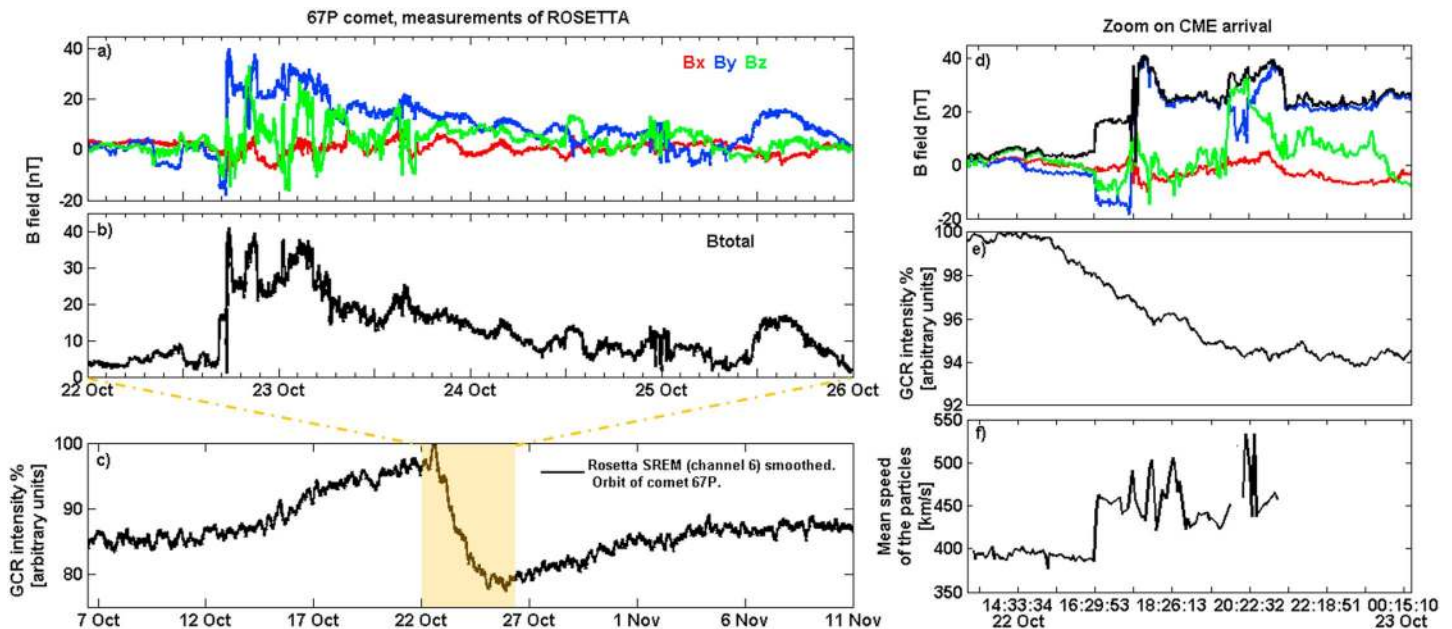 67P comet, measurements of ROSETTA
a)
Bx By Bz
40
20
0
-20
B field [nT]
b)
Btotal
40
30
20
10
0
22 Oct 23 Oct 24 Oct 25 Oct 26 Oct
c)
100
90
80
GCR intensity %
[arbitrary units]
Rosetta SREM (channel 6) smoothed.
Orbit of comet 67P.
7 Oct 12 Oct 17 Oct 22 Oct 27 Oct 1 Nov 6 Nov 11 Nov
Zoom on CME arrival
d)
40
20
0
-20
B field [nT]
e)
100
98
96
94
92
GCR intensity %
[arbitrary units]
f)
550
500
450
400
350
Mean speed
of the particles
[km/s]
14:33:34 16:29:53 18:26:13 20:22:32 22:18:51 00:15:10
22 Oct 23 Oct